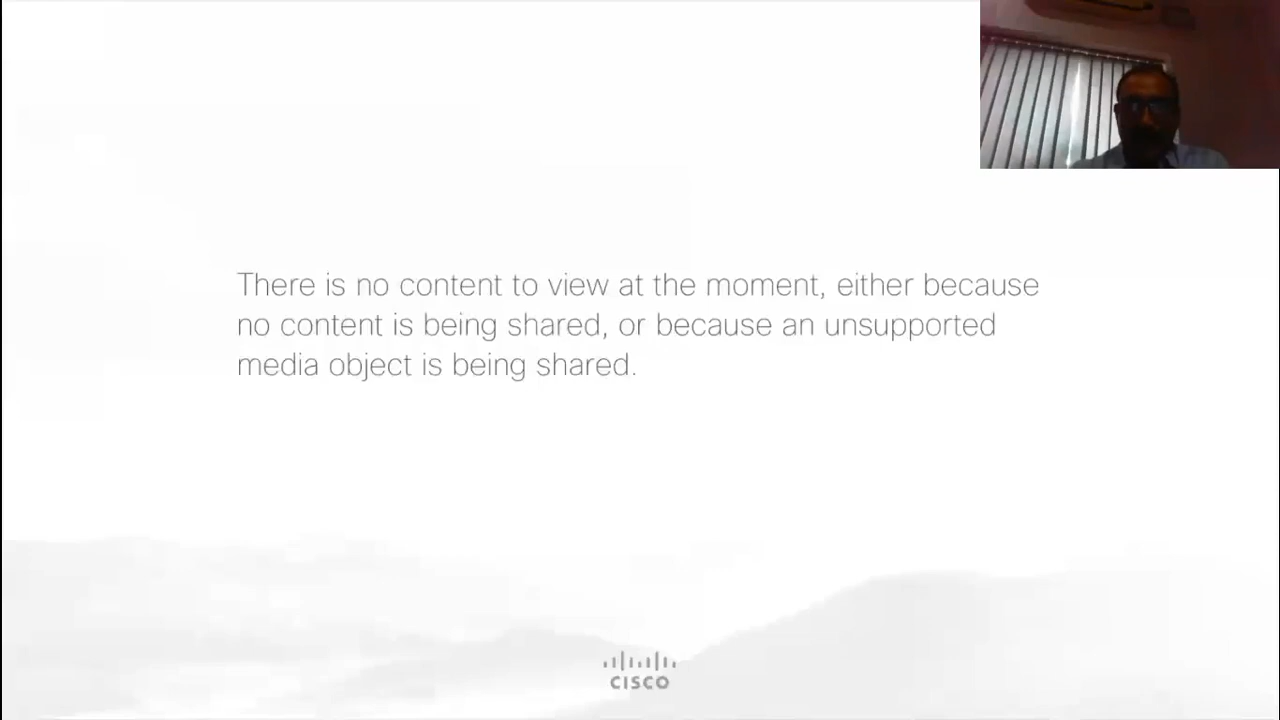 There is no content to view at the moment, either because
no content is being shared, or because an unsupported
media object is being shared.
CISCO